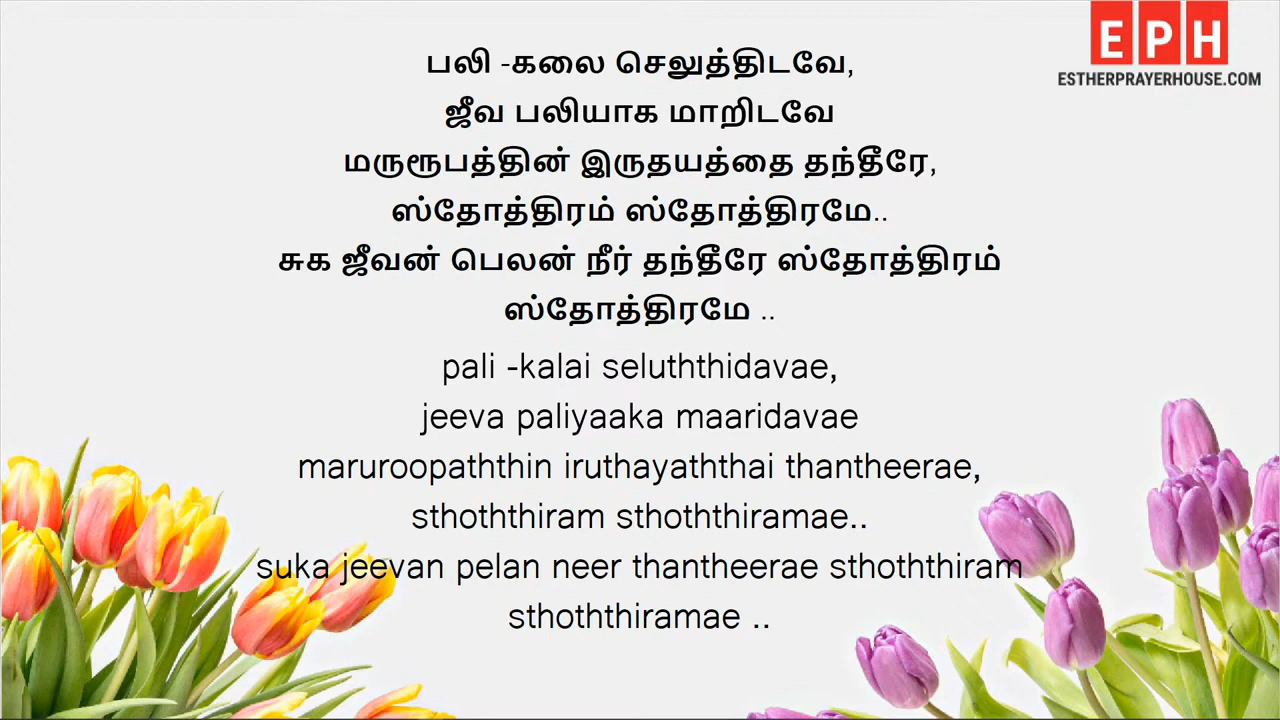 EPH
ESTHERPRAYERHOUSE.COM
பலி -கலை செலுத்திடவே,
ஜீவ பலியாக மாறிடவே
மருரூபத்தின் இருதயத்தை தந்தீரே,
ஸ்தோத்திரம் ஸ்தோத்திரமே..
சுக ஜீவன் பெலன் நீர் தந்தீரே ஸ்தோத்திரம்
ஸ்தோத்திரமே ..
pali -kalai seluththidavae,
jeeva paliyaaka maaridavae
maruroopaththin iruthayaththai thantheerae,
sthoththiram sthoththiramae..
suka jeevan pelan neer thantheerae sthoththiram
sthoththiramae ..